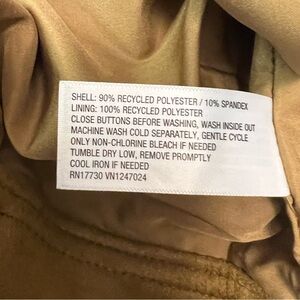 SHELL: 90% RECYCLED POLYESTER / 10% SPANDEX
LINING: 100% RECYCLED POLYESTER
CLOSE BUTTONS BEFORE WASHING, WASH INSIDE OUT
MACHINE WASH COLD SEPARATELY, GENTLE CYCLE
ONLY NON-CHLORINE BLEACH IF NEEDED
TUMBLE DRY LOW, REMOVE PROMPTLY
COOL IRON IF NEEDED
RN17730 VN1247024